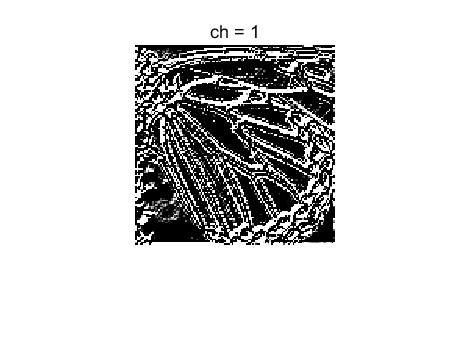 ch = 1